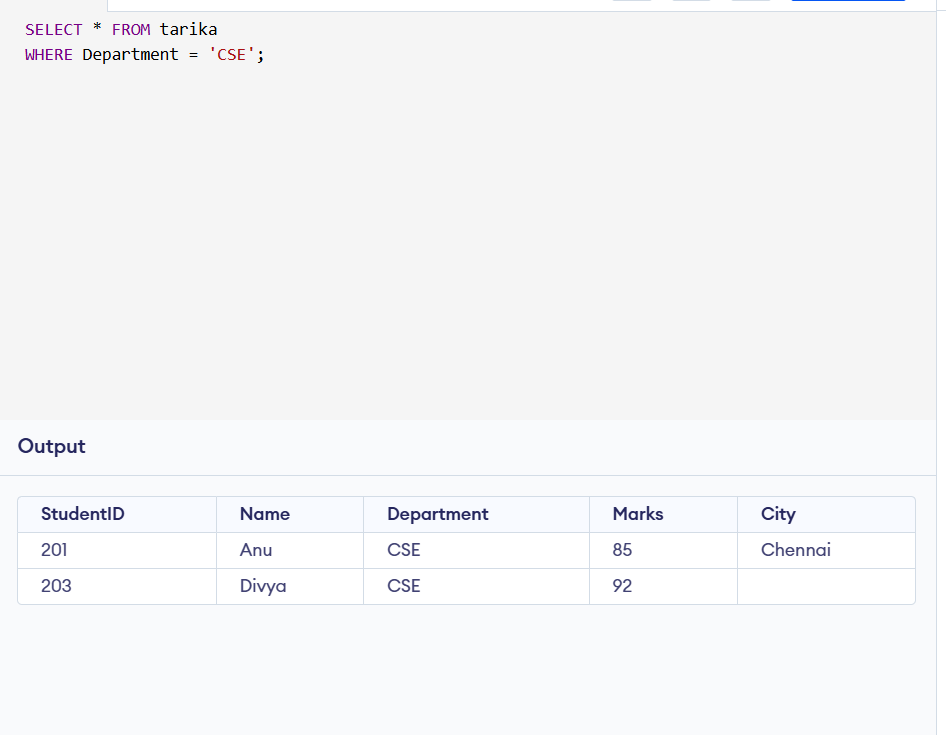 SELECT * FROM tarika
WHERE Department = 'CSE';
Output
StudentID Name Department Marks City
201 Anu CSE 85 Chennai
203 Divya CSE 92